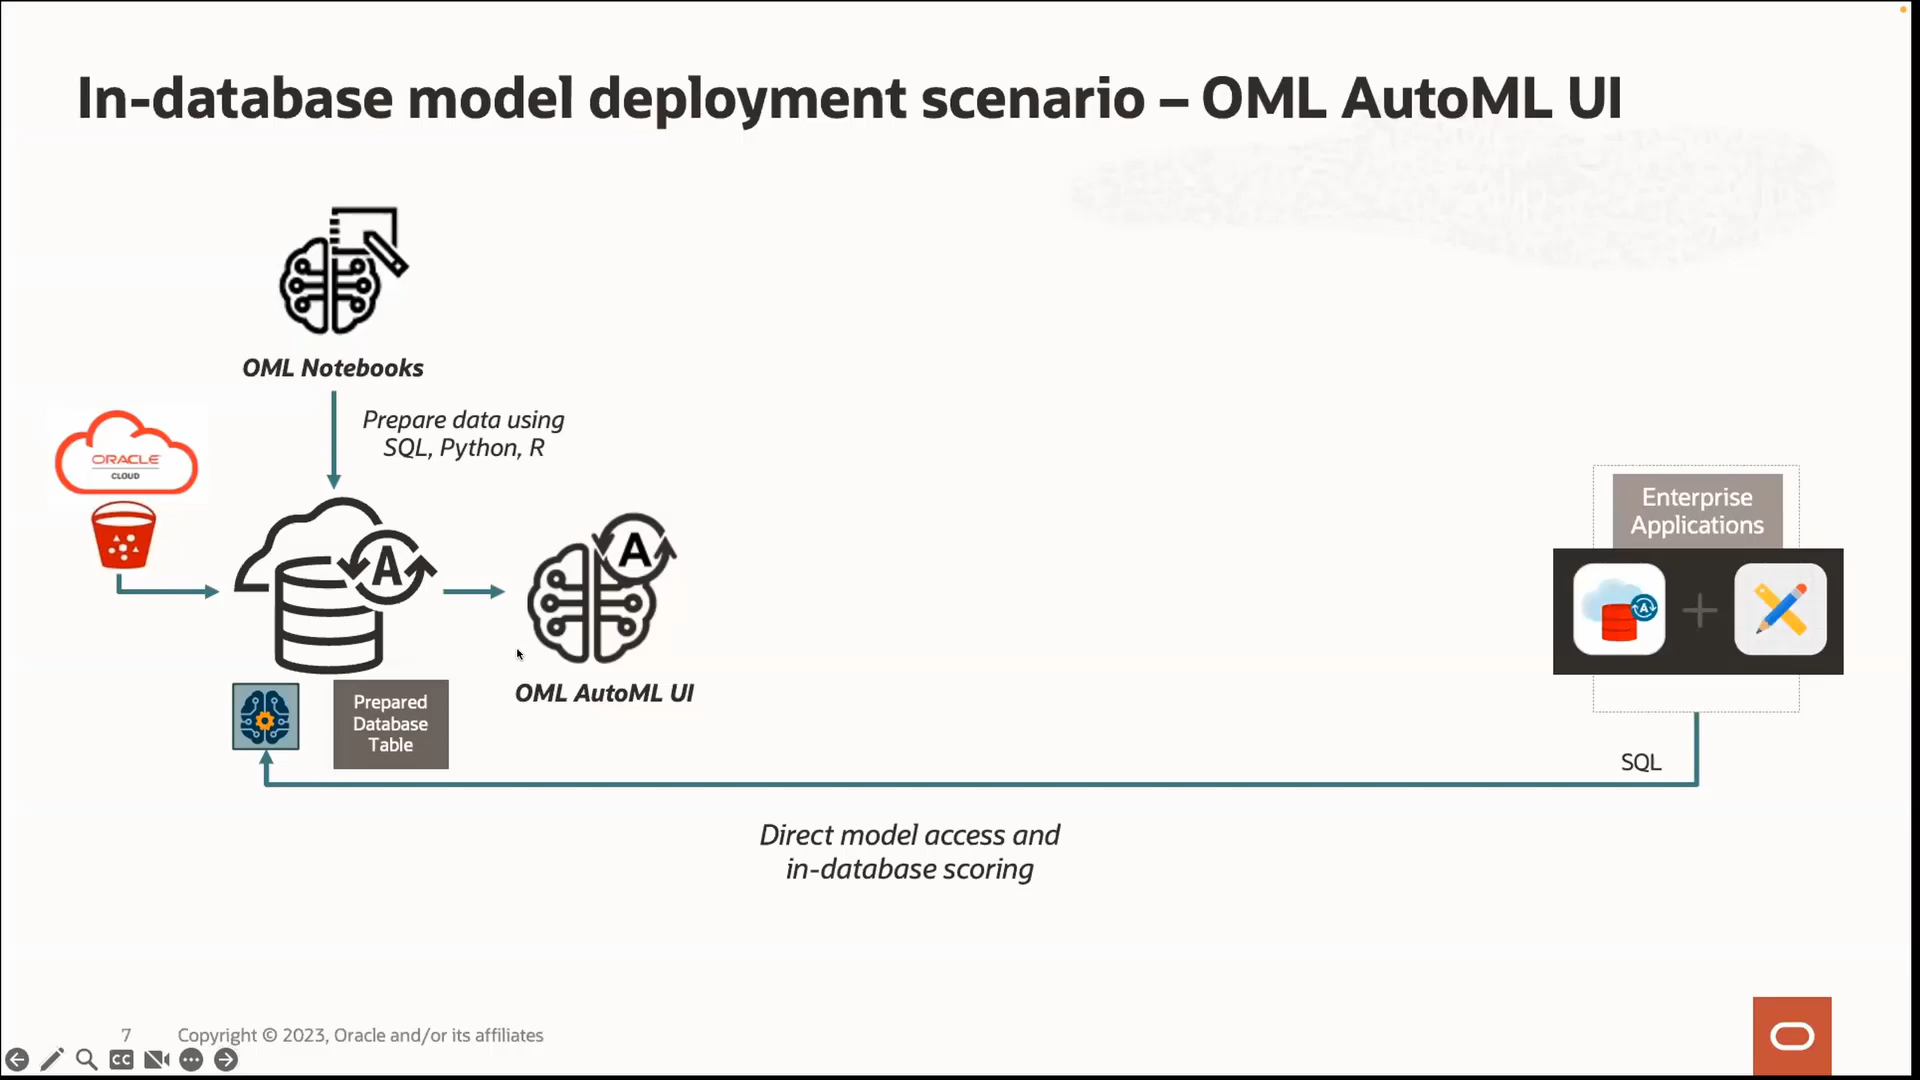 In-database model deployment scenario – OML AutoML UI
OML Notebooks
Prepare data using
SQL, Python, R
ORACLE
CLOUD
A
A
OML AutoML UI
Prepared
Database
Table
Enterprise
Applications
A
SQL
Direct model access and
in-database scoring
7
Copyright © 2023, Oracle and/or its affiliates
CC